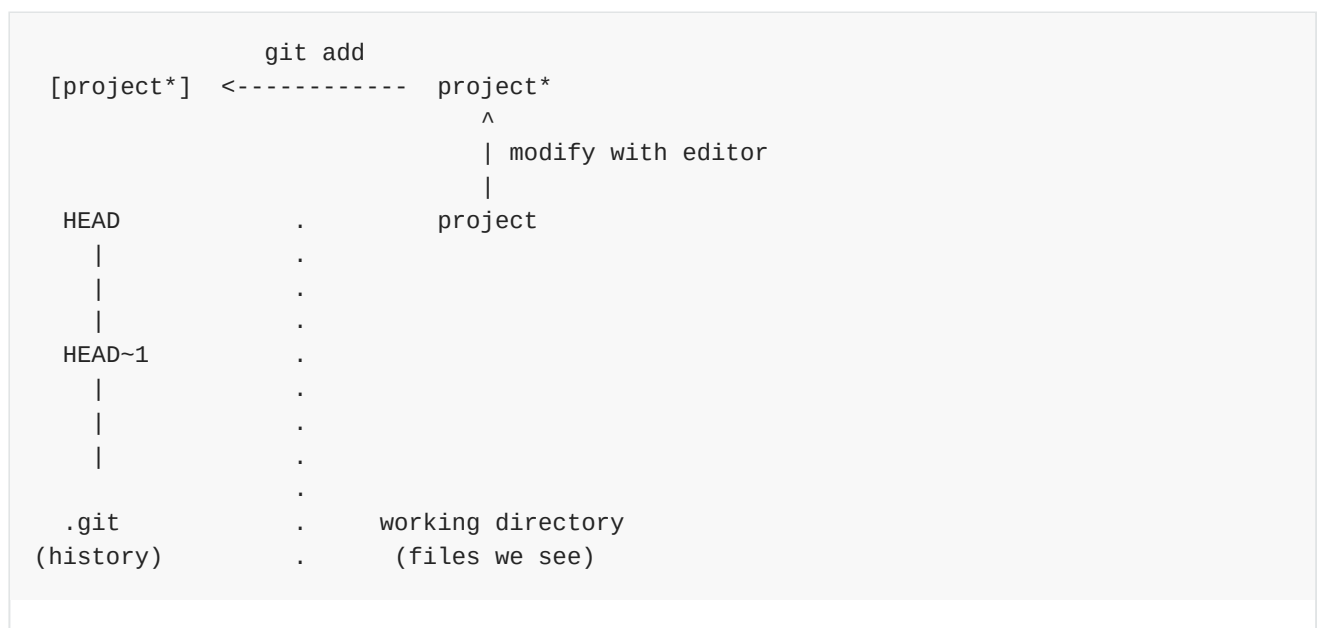 git add
 [project*]  <------------  project*
                               ^
                               | modify with editor
                               |
  HEAD            .         project
    |             .
    |             .
    |             .
  HEAD~1          .
    |             .
    |             .
    |             .
                  .
  .git            .     working directory
(history)         .      (files we see)